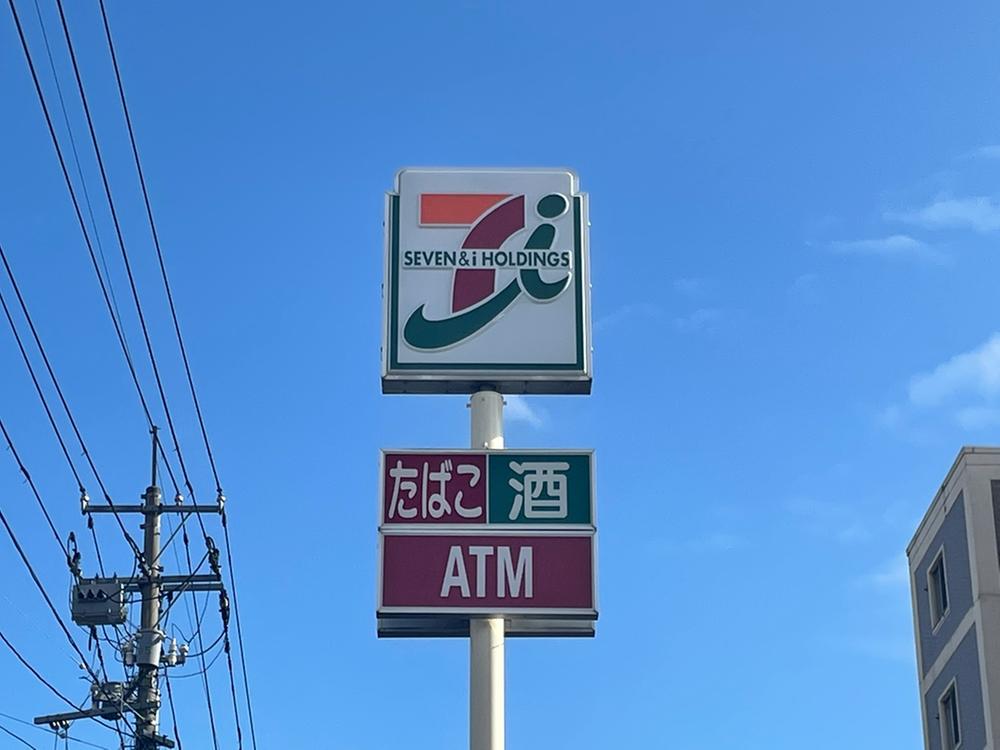 SEVEN&i HOLDINGS
たばこ 酒
ATM